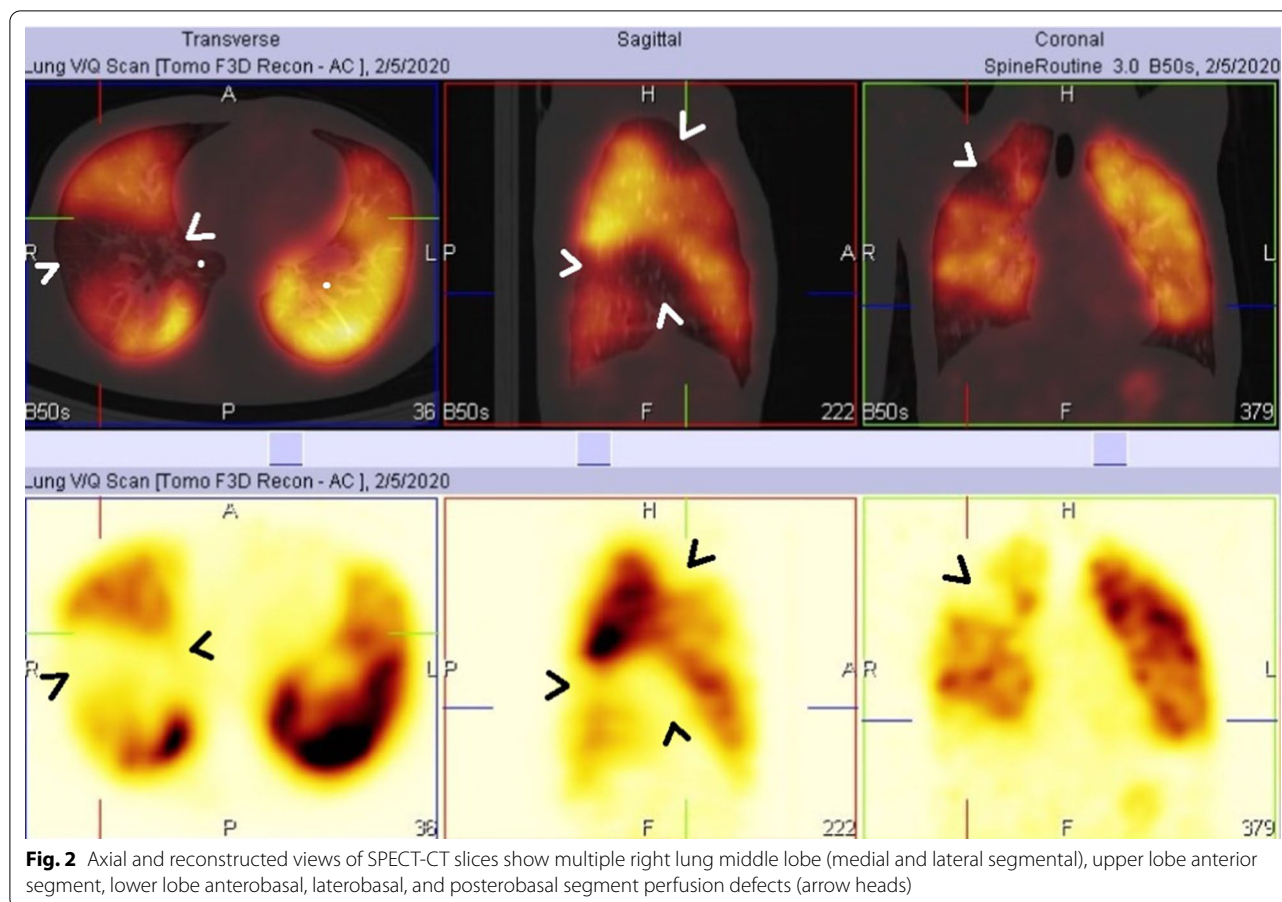 Transverse
Sagittal
Coronal
Lung V/Q Scan [Tomo F3D Recon - AC ], 2/5/2020
SpineRoutine 3.0 B50s, 2/5/2020
A
H
H
R
L
P
A
R
L
B50s
P
36
B50s
F
222
B50s
F
379
Lung V/Q Scan [Tomo F3D Recon - AC ], 2/5/2020
A
H
H
R
L
P
A
R
L
P
36
F
222
F
379
Fig. 2 Axial and reconstructed views of SPECT-CT slices show multiple right lung middle lobe (medial and lateral segmental), upper lobe anterior
segment, lower lobe anterobasal, laterobasal, and posterobasal segment perfusion defects (arrow heads)